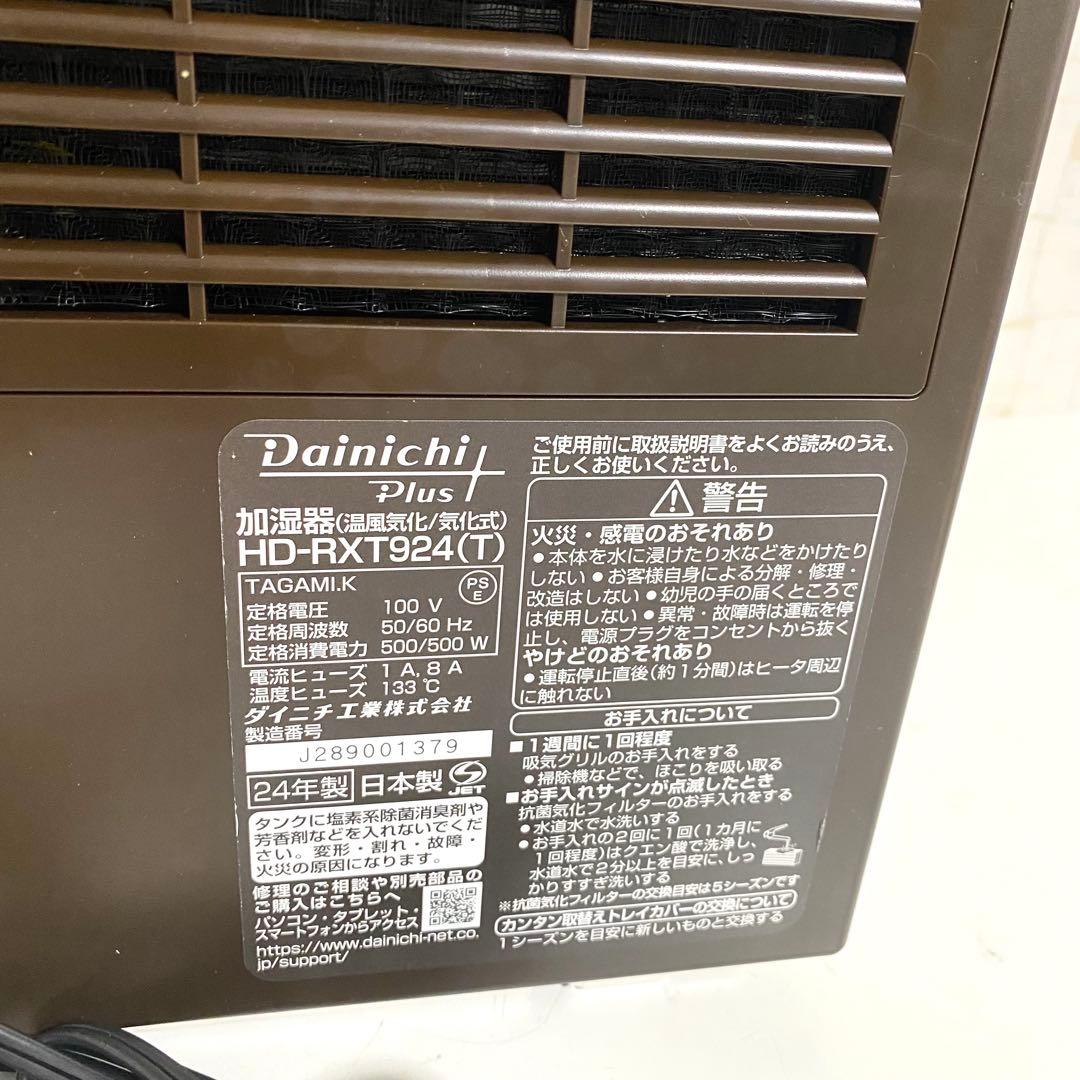 Dainichi
Plus
加湿器(温風気化/気化式)
HD-RXT924(T)
TAGAMI.K
PS
E
定格電圧 100 V
定格周波数 50/60 Hz
定格消費電力 500/500 W
電流ヒューズ 1 A, 8 A
温度ヒューズ 133 ℃
ダイニチ工業株式会社
製造番号
J289001379
24年製 日本製 JET
タンクに塩素系除菌消臭剤や
芳香剤などを入れないでくだ
さい。変形・割れ・故障・
火災の原因になります。
修理のご相談や別売部品の
ご購入はこちらへ
パソコン・タブレット・
スマートフォンからアクセス
https://www.dainichi-net.co.
jp/support/
ご使用前に取扱説明書をよくお読みのうえ、
正しくお使いください。
警告
火災・感電のおそれあり
●本体を水に浸けたり水などをかけたり
しない ●お客様自身による分解・修理・
改造はしない ●幼児の手の届くところで
は使用しない ●異常・故障時は運転を停
止し、電源プラグをコンセントから抜く
やけどのおそれあり
●運転停止直後(約1分間)はヒータ周辺
に触れない
お手入れについて
■1週間に1回程度
吸気グリルのお手入れをする
●掃除機などで、ほこりを吸い取る
■お手入れサインが点滅したとき
抗菌気化フィルターのお手入れをする
●水道水で水洗いする
●お手入れの2回に1回(1カ月に
1回程度)はクエン酸で洗浄し、
水道水で2分以上を目安に、しっ
かりすすぎ洗いする
※抗菌気化フィルターの交換目安は5シーズンです
カンタン取替えトレイカバーの交換について
1シーズンを目安に新しいものと交換する